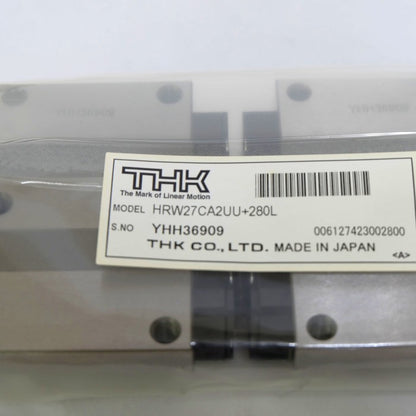 THK
The Mark of Linear Motion
MODEL HRW27CA2UU+280L
S.NO YHH36909 006127423002800
THK CO., LTD. MADE IN JAPAN
<A>